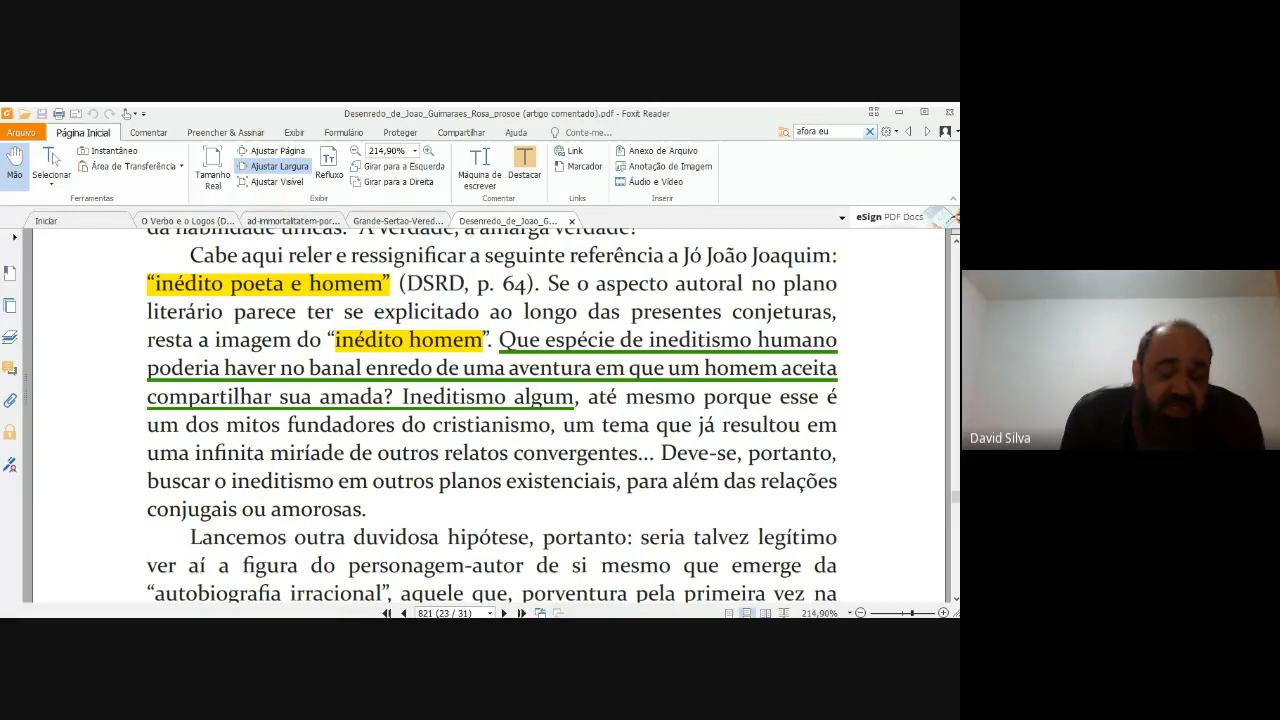 Desenredo_de_Joao_Guimaraes_Rosa_prosoe (artigo comentado).pdf - Foxit Reader
Arquivo Página Inicial Comentar Preencher & Assinar Exibir Formulário Proteger Compartilhar Ajuda Conte-me... afora eu
Mão
Selecionar
Instantâneo
Área de Transferência
Ferramentas
Tamanho Real
Ajustar Página
Ajustar Largura
Ajustar Visível
Refluxo
214,90%
Girar para a Esquerda
Girar para a Direita
Exibir
Máquina de escrever
Destacar
Comentar
Link
Marcador
Links
Anexo de Arquivo
Anotação de Imagem
Áudio e Vídeo
Inserir
Iniciar O Verbo e o Logos (D... ad-immortalitatem-por... Grande-Sertao-Vered... Desenredo_de_Joao_G... eSign PDF Docs
da habilidade únicas. “A verdade, a amarga verdade!
Cabe aqui reler e ressignificar a seguinte referência a Jó João Joaquim:
“inédito poeta e homem” (DSRD, p. 64). Se o aspecto autoral no plano
literário parece ter se explicitado ao longo das presentes conjeturas,
resta a imagem do “inédito homem”. Que espécie de ineditismo humano
poderia haver no banal enredo de uma aventura em que um homem aceita
compartilhar sua amada? Ineditismo algum, até mesmo porque esse é
um dos mitos fundadores do cristianismo, um tema que já resultou em
uma infinita miríade de outros relatos convergentes... Deve-se, portanto,
buscar o ineditismo em outros planos existenciais, para além das relações
conjugais ou amorosas.
Lancemos outra duvidosa hipótese, portanto: seria talvez legítimo
ver aí a figura do personagem-autor de si mesmo que emerge da
“autobiografia irracional”, aquele que, porventura pela primeira vez na
821 (23 / 31) 214,90%
David Silva